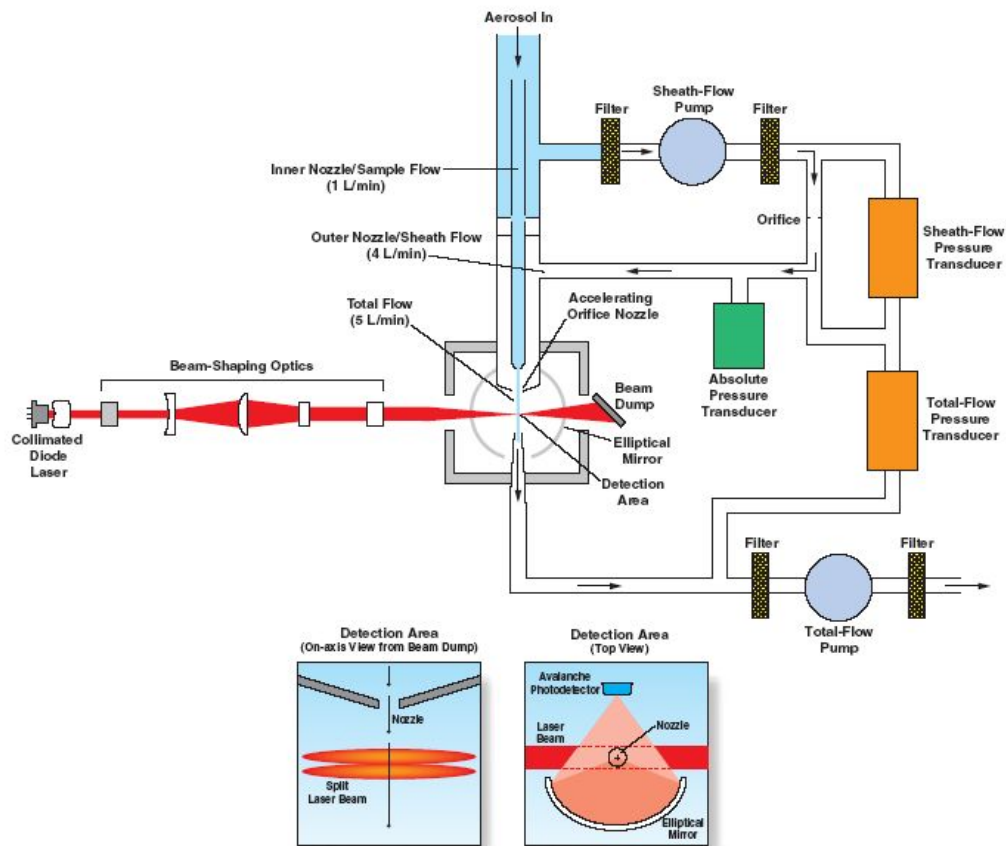 Aerosol In
Sheath-Flow
Pump
Filter
Filter
Inner Nozzle/Sample Flow
(1 L/min)
Orifice
Outer Nozzle/Sheath Flow
(4 L/min)
Sheath-Flow
Pressure
Transducer
Total Flow
(5 L/min)
Accelerating
Orifice Nozzle
Beam-Shaping Optics
Beam
Dump
Absolute
Pressure
Transducer
Total-Flow
Pressure
Transducer
Collimated
Diode
Laser
Elliptical
Mirror
Detection
Area
Filter
Filter
Total-Flow
Pump
Detection Area
(On-axis View from Beam Dump)
Nozzle
Split
Laser Beam
Detection Area
(Top View)
Avalanche
Photodetector
Laser
Beam
Nozzle
Elliptical
Mirror